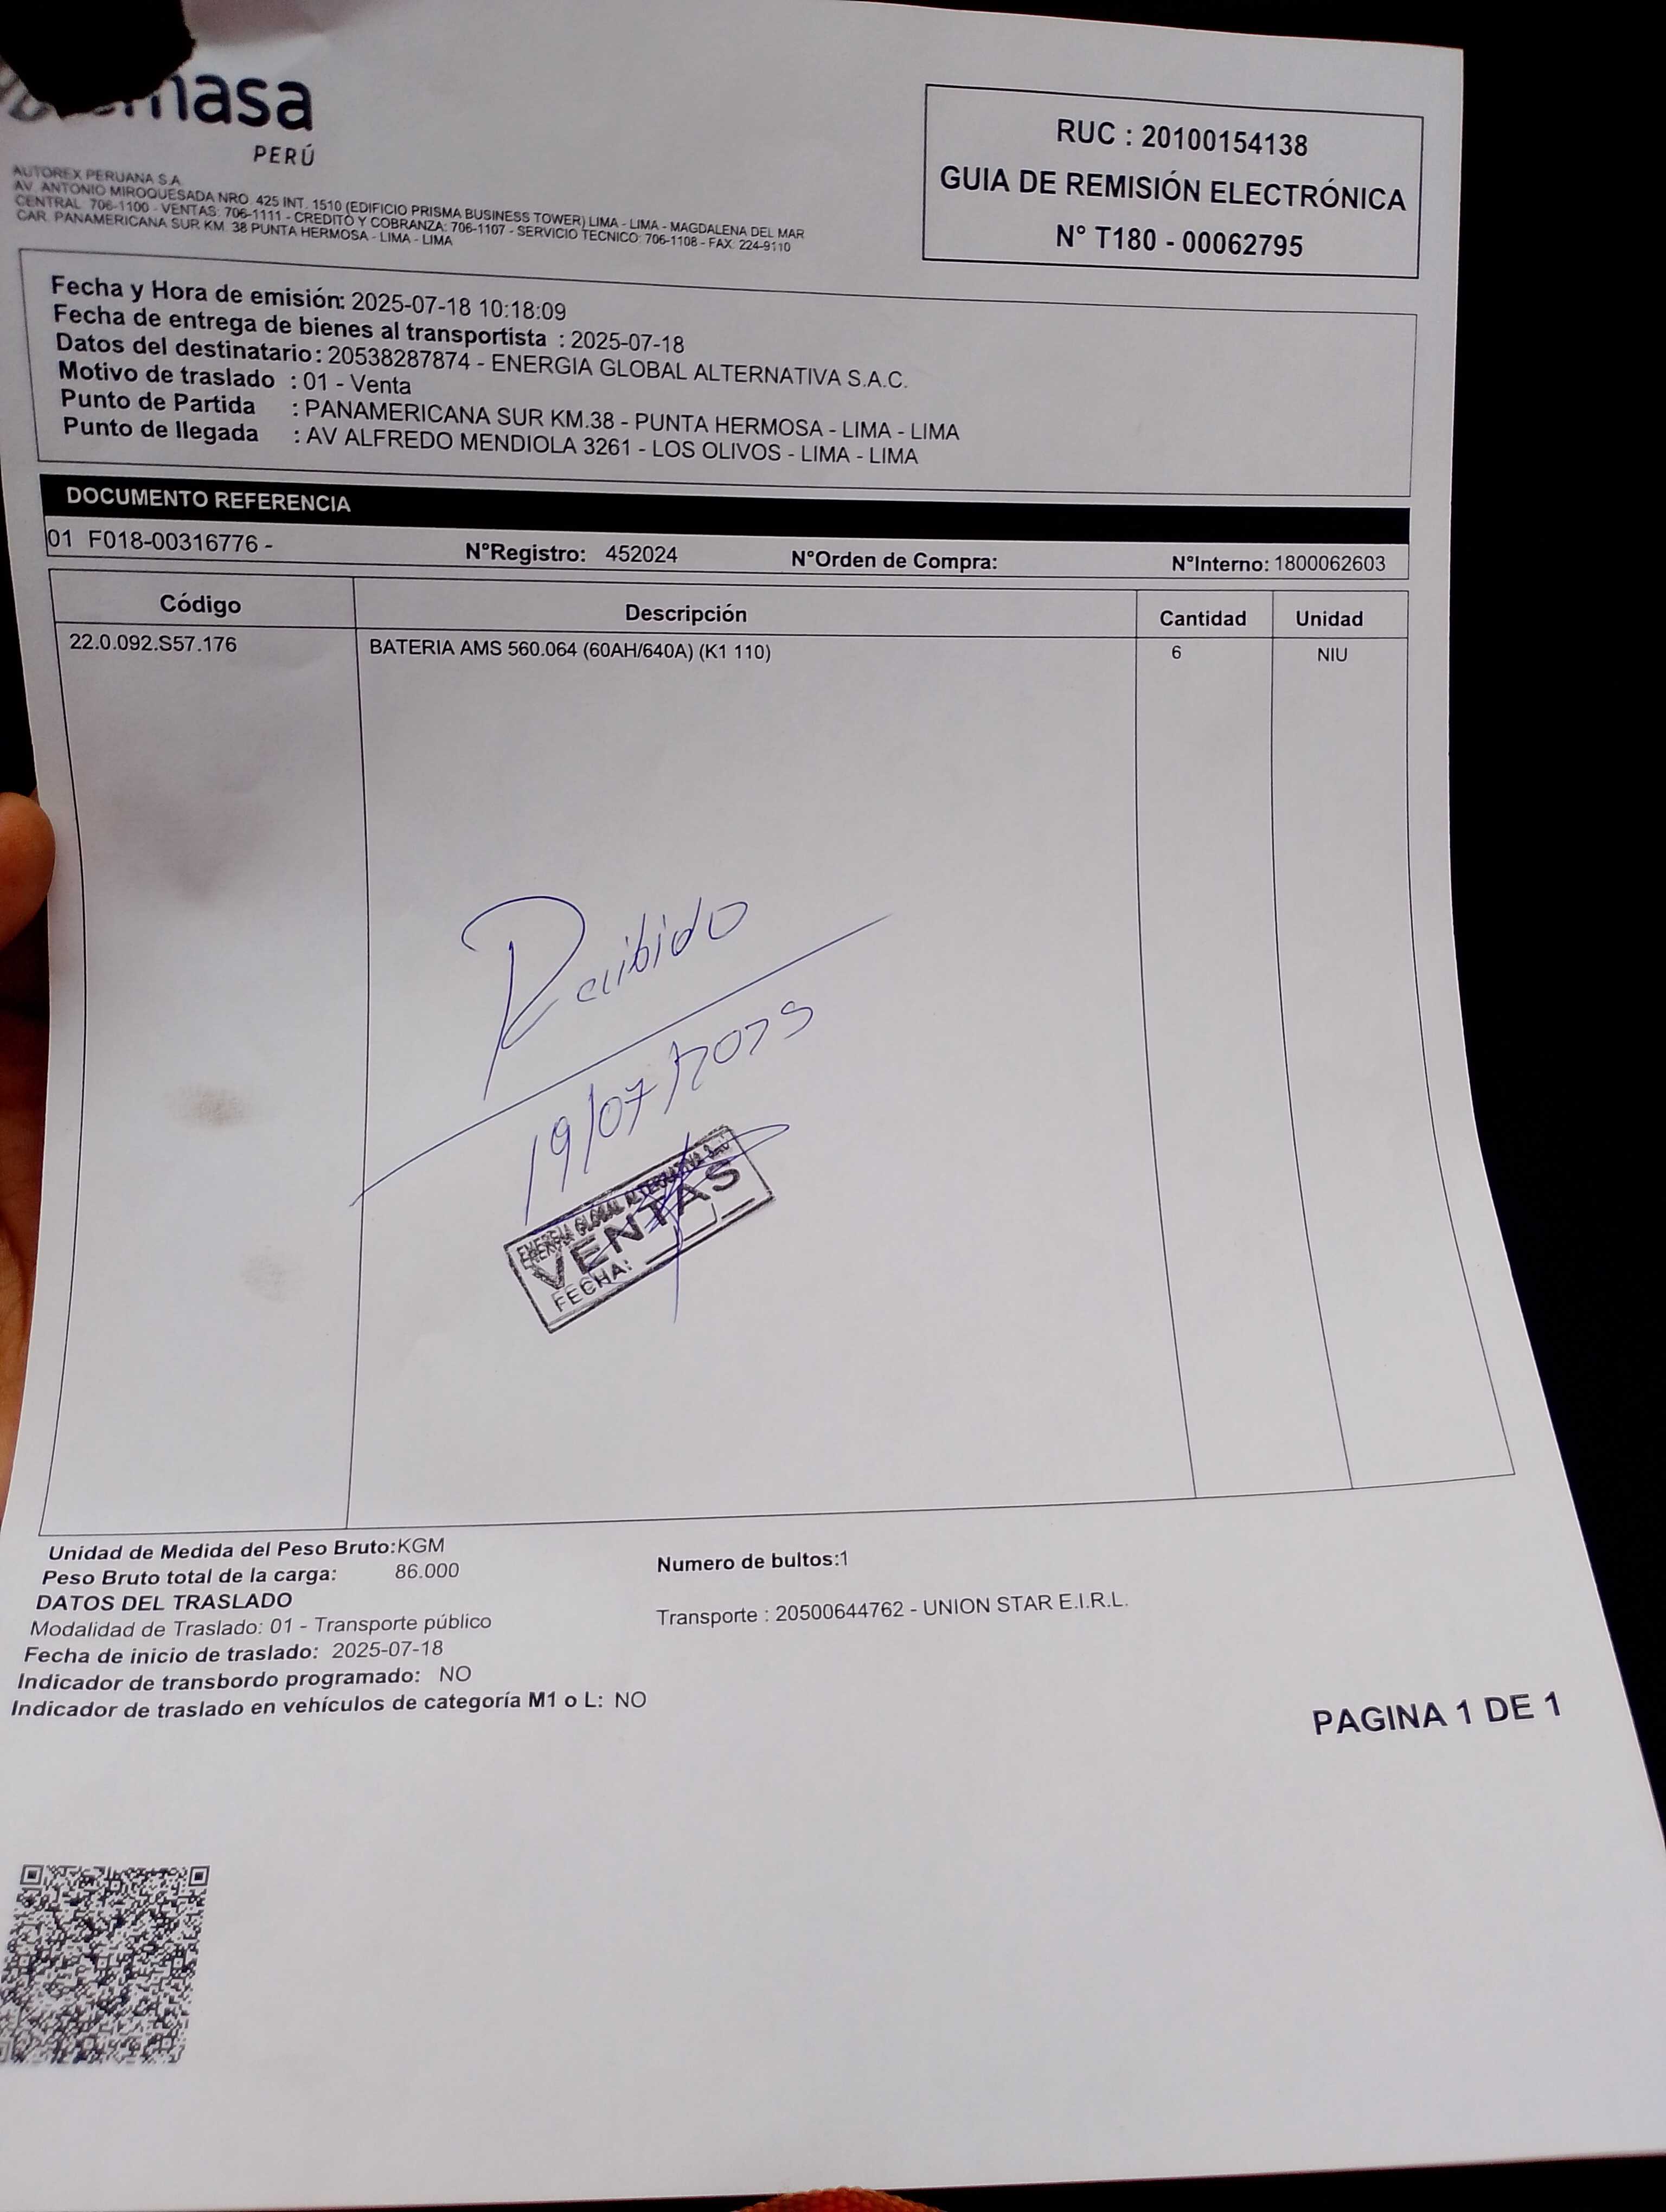 masa
PERÚ
AUTOREX PERUANA S.A.
AV. ANTONIO MIROQUESADA NRO. 425 INT. 1510 (EDIFICIO PRISMA BUSINESS TOWER) LIMA - LIMA - MAGDALENA DEL MAR
CENTRAL 706-1100 - VENTAS: 706-1111 - CREDITO Y COBRANZA: 706-1107 - SERVICIO TECNICO: 706-1108 - FAX: 224-9110
CAR. PANAMERICANA SUR KM. 38 PUNTA HERMOSA - LIMA - LIMA
RUC : 20100154138
GUIA DE REMISIÓN ELECTRÓNICA
N° T180 - 00062795
Fecha y Hora de emisión: 2025-07-18 10:18:09
Fecha de entrega de bienes al transportista : 2025-07-18
Datos del destinatario: 20538287874 - ENERGIA GLOBAL ALTERNATIVA S.A.C.
Motivo de traslado : 01 - Venta
Punto de Partida : PANAMERICANA SUR KM.38 - PUNTA HERMOSA - LIMA - LIMA
Punto de llegada : AV ALFREDO MENDIOLA 3261 - LOS OLIVOS - LIMA - LIMA
DOCUMENTO REFERENCIA
01 F018-00316776 - N°Registro: 452024 N°Orden de Compra: N°Interno: 1800062603
Código Descripción Cantidad Unidad
22.0.092.S57.176 BATERIA AMS 560.064 (60AH/640A) (K1 110) 6 NIU
Recibido
19/07/2025
ENERGIA GLOBAL ALTERNATIVA S.A.C
VENTAS
FECHA:
Unidad de Medida del Peso Bruto:KGM
Peso Bruto total de la carga: 86.000
Numero de bultos:1
DATOS DEL TRASLADO
Modalidad de Traslado: 01 - Transporte público
Transporte : 20500644762 - UNION STAR E.I.R.L.
Fecha de inicio de traslado: 2025-07-18
Indicador de transbordo programado: NO
Indicador de traslado en vehículos de categoría M1 o L: NO
PAGINA 1 DE 1